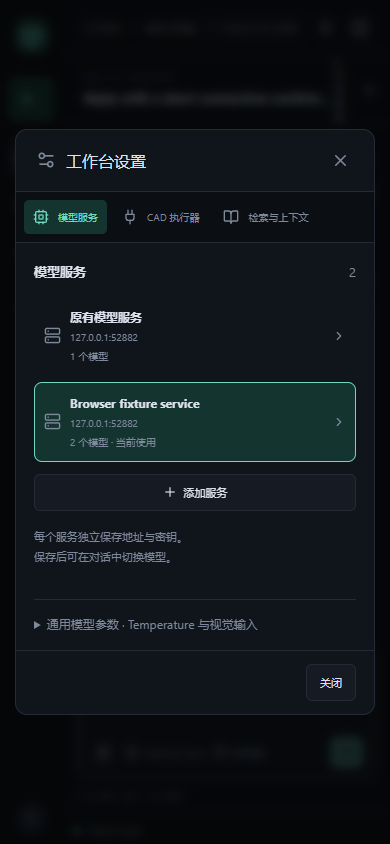 工作台设置
模型服务
CAD 执行器
检索与上下文
模型服务
2
原有模型服务
127.0.0.1:52882
1 个模型
Browser fixture service
127.0.0.1:52882
2 个模型 · 当前使用
添加服务
每个服务独立保存地址与密钥。
保存后可在对话中切换模型。
通用模型参数 · Temperature 与视觉输入
关闭